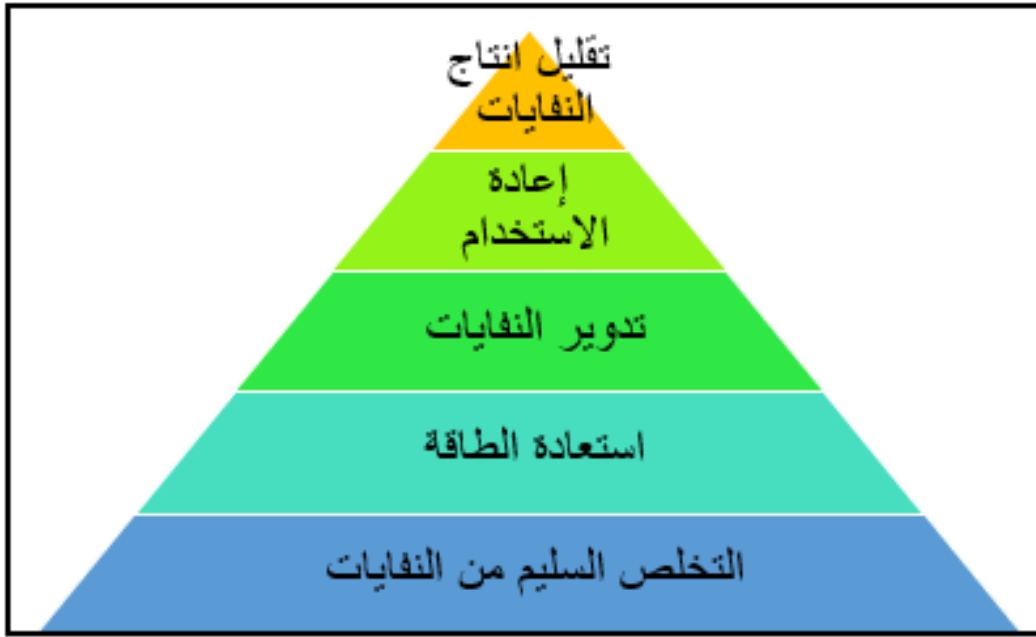 تقليل انتاج
النفايات
إعادة
الاستخدام
تدوير النفايات
استعادة الطاقة
التخلص السليم من النفايات